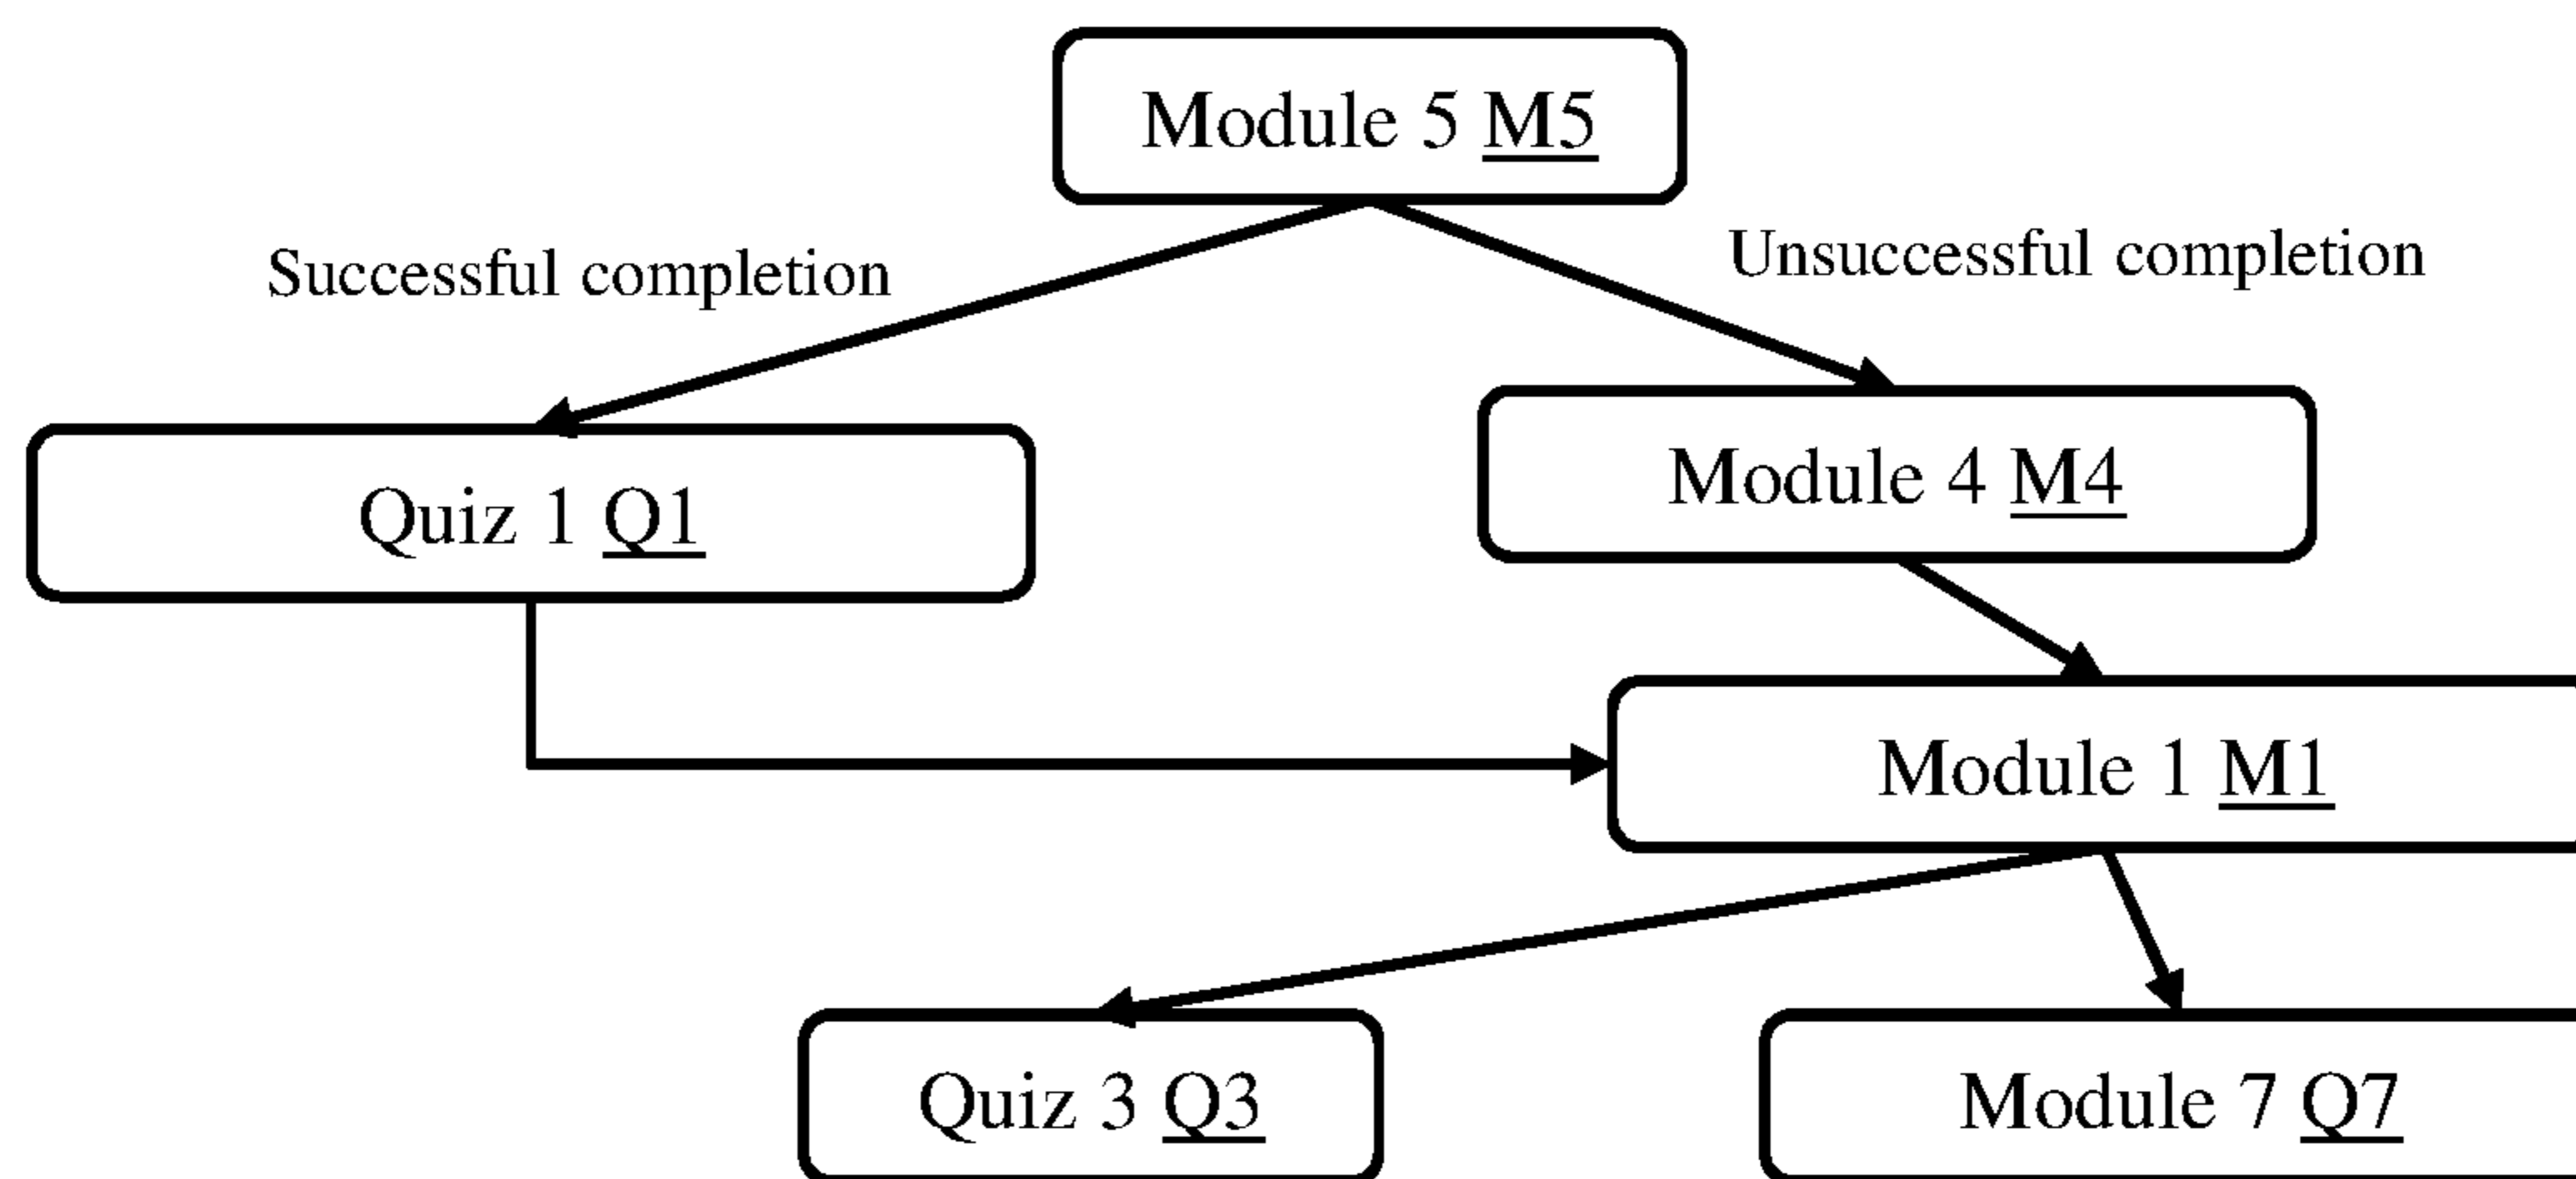 Module 5 M5
Successful completion
Unsuccessful completion
Quiz 1 Q1
Module 4 M4
Module 1 M1
Quiz 3 Q3
Module 7 Q7